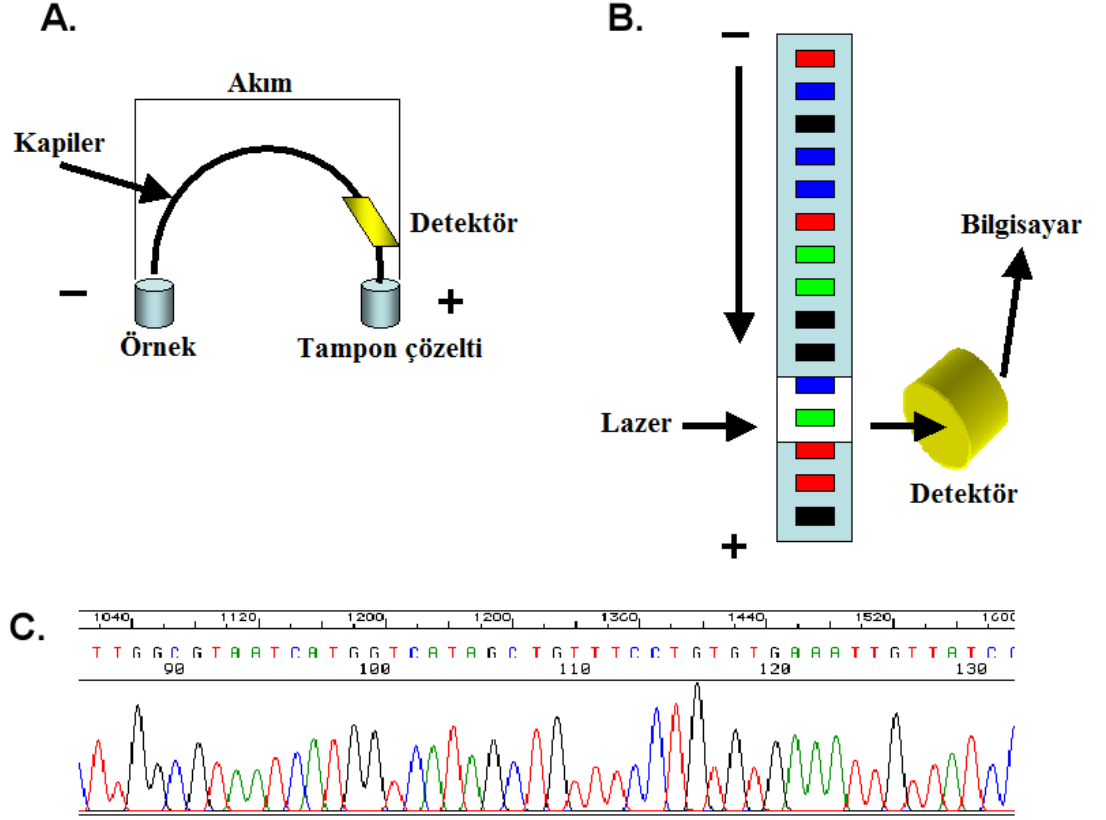 A.
Akım
Kapiler
Detektör
−
+
Örnek
Tampon çözelti
B.
−
Bilgisayar
Lazer
Detektör
+
C.
1040 1120 1200 1200 1360 1440 1520 1600
T T G G C G T A A T C A T G G T C A T A G C T G T T T C C T G T G T G A A A T T G T T A T C C
90 100 110 120 130